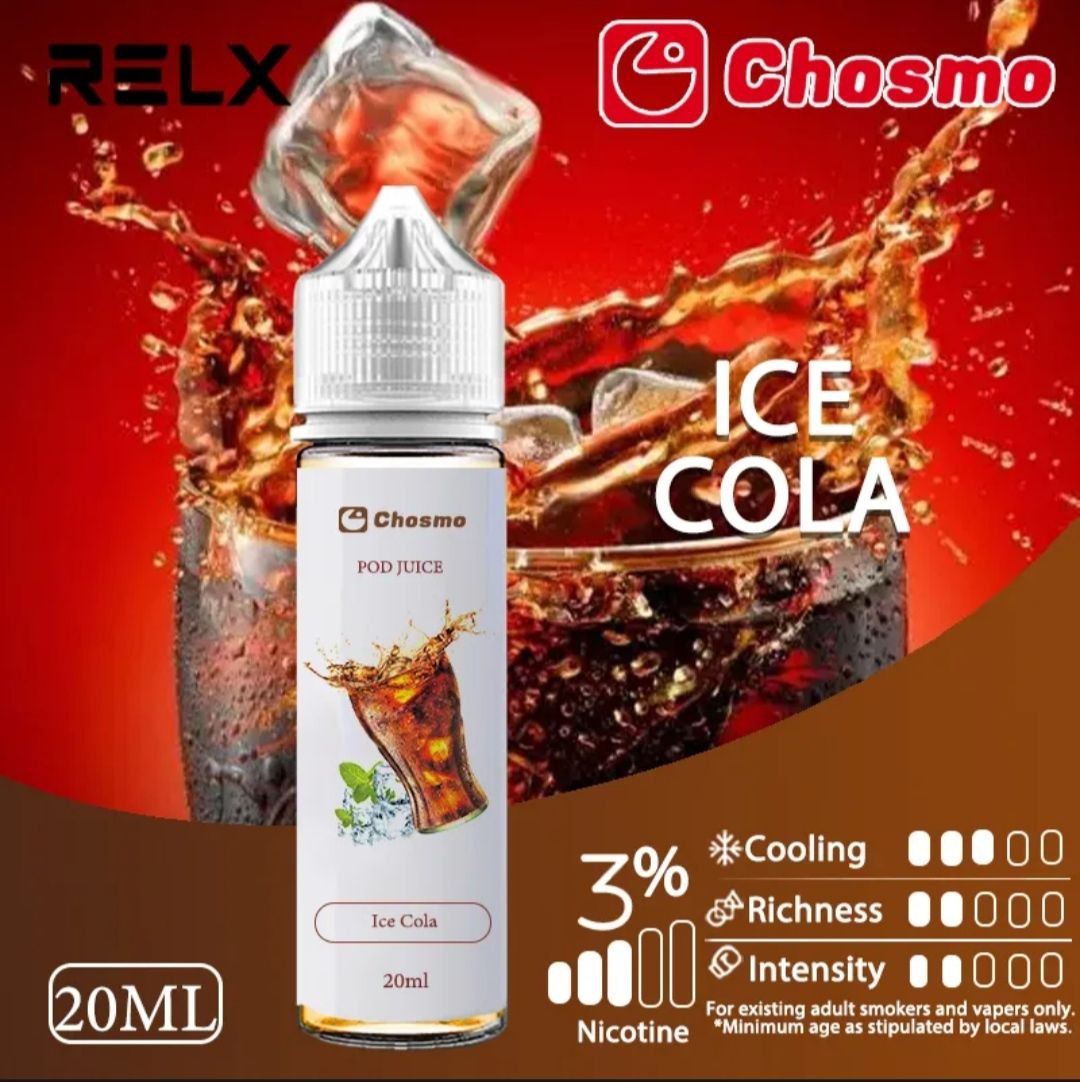 RELX
Chosmo
ICE
COLA
Chosmo
POD JUICE
Ice Cola
20ml
20ML
3%
Nicotine
Cooling
Richness
Intensity
For existing adult smokers and vapers only.
*Minimum age as stipulated by local laws.